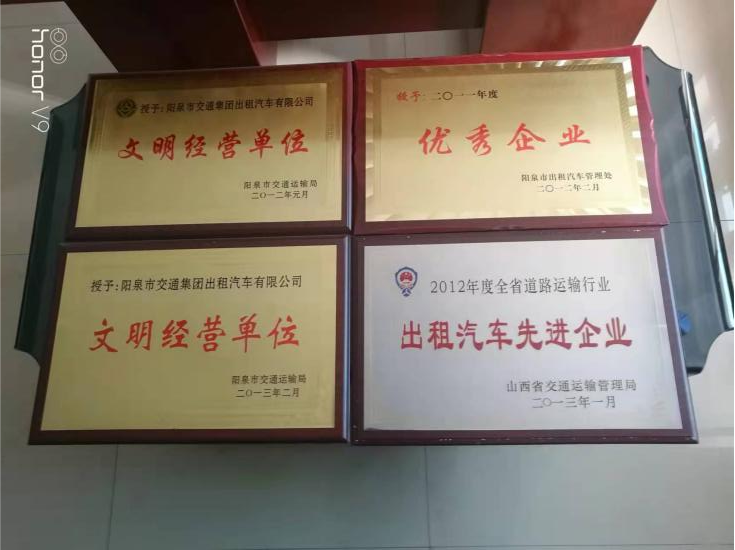 honor V9
授予:阳泉市交通集团出租汽车有限公司
文明经营单位
阳泉市交通运输局
二〇一二年元月
授予:二〇一一年度
优秀企业
阳泉市出租汽车管理处
二〇一二年二月
授予:阳泉市交通集团出租汽车有限公司
文明经营单位
阳泉市交通运输局
二〇一三年二月
2012年度全省道路运输行业
出租汽车先进企业
山西省交通运输管理局
二〇一三年一月